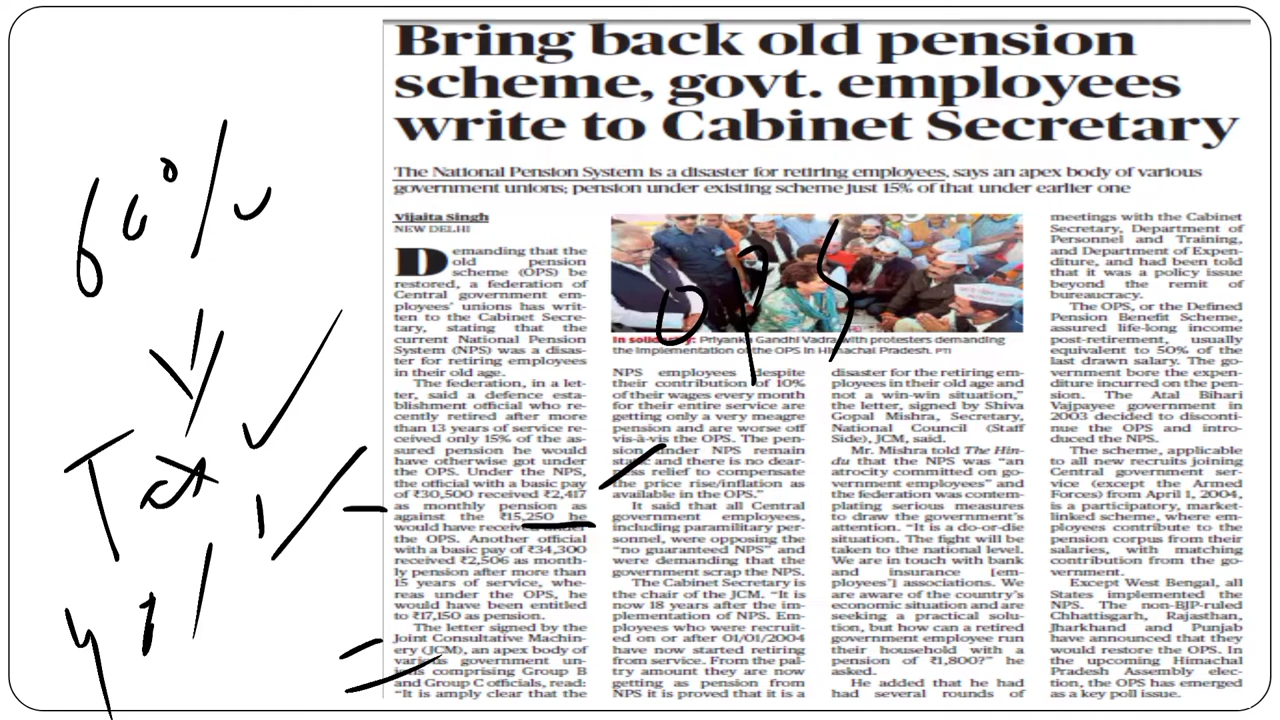 Bring back old pension
scheme, govt. employees
write to Cabinet Secretary
The National Pension System is a disaster for retiring employees, says an apex body of various
government unions; pension under existing scheme just 15% of that under earlier one
Vijaita Singh
NEW DELHI
Demanding that the
old pension
scheme (OPS) be
restored, a federation of
Central government em-
ployees' unions has writ-
ten to the Cabinet Secre-
tary, stating that the
current National Pension
System (NPS) was a disas-
ter for retiring employees
in their old age.
The federation, in a let-
ter, said a defence esta-
blishment official who re-
cently retired after more
than 13 years of service re-
ceived only 15% of the as-
sured pension he would
have otherwise got under
the OPS. Under the NPS,
the official with a basic pay
of ₹30,500 received ₹2,417
as monthly pension as
against the ₹15,250 he
would have received under
the OPS. Another official
with a basic pay of ₹34,300
received ₹2,506 as month-
ly pension after more than
15 years of service, whe-
reas under the OPS, he
would have been entitled
to ₹17,150 as pension.
The letter signed by the
Joint Consultative Machin-
ery (JCM), an apex body of
various government un-
ions comprising Group B
and Group C officials, read:
"It is amply clear that the
In solidarity: Priyanka Gandhi Vadra with protesters demanding
the implementation of the OPS in Himachal Pradesh. PTI
NPS employees despite
their contribution of 10%
of their wages every month
for their entire service are
getting only a very meagre
pension and are worse off
vis-à-vis the OPS. The pen-
sion under NPS remain
static and there is no dear-
ness relief to compensate
the price rise/inflation as
available in the OPS."
It said that all Central
government employees,
including paramilitary per-
sonnel, were opposing the
"no guaranteed NPS" and
were demanding that the
government scrap the NPS.
The Cabinet Secretary is
the chair of the JCM. "It is
now 18 years after the im-
plementation of NPS. Em-
ployees who were recruit-
ed on or after 01/01/2004
have now started retiring
from service. From the pal-
try amount they are now
getting as pension from
NPS it is proved that it is a
disaster for the retiring em-
ployees in their old age and
not a win-win situation,"
the letter, signed by Shiva
Gopal Mishra, Secretary,
National Council (Staff
Side), JCM, said.
Mr. Mishra told The Hin-
du that the NPS was "an
atrocity committed on go-
vernment employees" and
the federation was contem-
plating serious measures
to draw the government's
attention. "It is a do-or-die
situation. The fight will be
taken to the national level.
We are in touch with bank
and insurance [em-
ployees'] associations. We
are aware of the country's
economic situation and are
seeking a practical solu-
tion, but how can a retired
government employee run
their household with a
pension of ₹1,800?" he
asked.
He added that he had
had several rounds of
meetings with the Cabinet
Secretary, Department of
Personnel and Training,
and Department of Expen-
diture, and had been told
that it was a policy issue
beyond the remit of
bureaucracy.
The OPS, or the Defined
Pension Benefit Scheme,
assured life-long income
post-retirement, usually
equivalent to 50% of the
last drawn salary. The go-
vernment bore the expen-
diture incurred on the pen-
sion. The Atal Bihari
Vajpayee government in
2003 decided to disconti-
nue the OPS and intro-
duced the NPS.
The scheme, applicable
to all new recruits joining
Central government ser-
vice (except the Armed
Forces) from April 1, 2004,
is a participatory, market-
linked scheme, where em-
ployees contribute to the
pension corpus from their
salaries, with matching
contribution from the go-
vernment.
Except West Bengal, all
States implemented the
NPS. The non-BJP-ruled
Chhattisgarh, Rajasthan,
Jharkhand and Punjab
have announced that they
would restore the OPS. In
the upcoming Himachal
Pradesh Assembly elec-
tion, the OPS has emerged
as a key poll issue.
OPS
60%
Tax